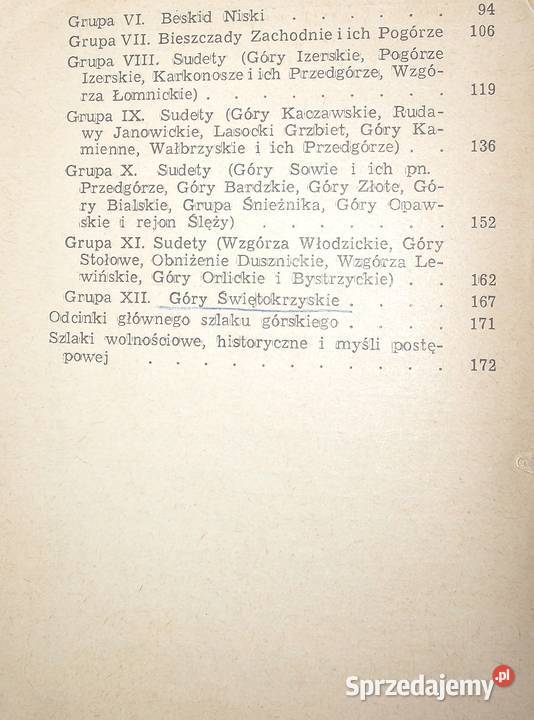 Grupa VI. Beskid Niski . . . . . . 94
Grupa VII. Bieszczady Zachodnie i ich Pogórze 106
Grupa VIII. Sudety (Góry Izerskie, Pogórze
Izerskie, Karkonosze i ich Przedgórze, Wzgó-
rza Łomnickie) . . . . . . . . . 119
Grupa IX. Sudety (Góry Kaczawskie, Ruda-
wy Janowickie, Lasocki Grzbiet, Góry Ka-
mienne, Wałbrzyskie i ich Przedgórze) . . 136
Grupa X. Sudety (Góry Sowie i ich pn.
Przedgórze, Góry Bardzkie, Góry Złote, Gó-
ry Bialskie, Grupa Śnieżnika, Góry Opaw-
skie i rejon Ślęży) . . . . . . . 152
Grupa XI. Sudety (Wzgórza Włodzickie, Góry
Stołowe, Obniżenie Dusznickie, Wzgórza Le-
wińskie, Góry Orlickie i Bystrzyckie) . . 162
Grupa XII. Góry Świętokrzyskie . . . . 167
Odcinki głównego szlaku górskiego . . . . 171
Szlaki wolnościowe, historyczne i myśli postę-
powej . . . . . . . . . . . 172
Sprzedajemy.pl